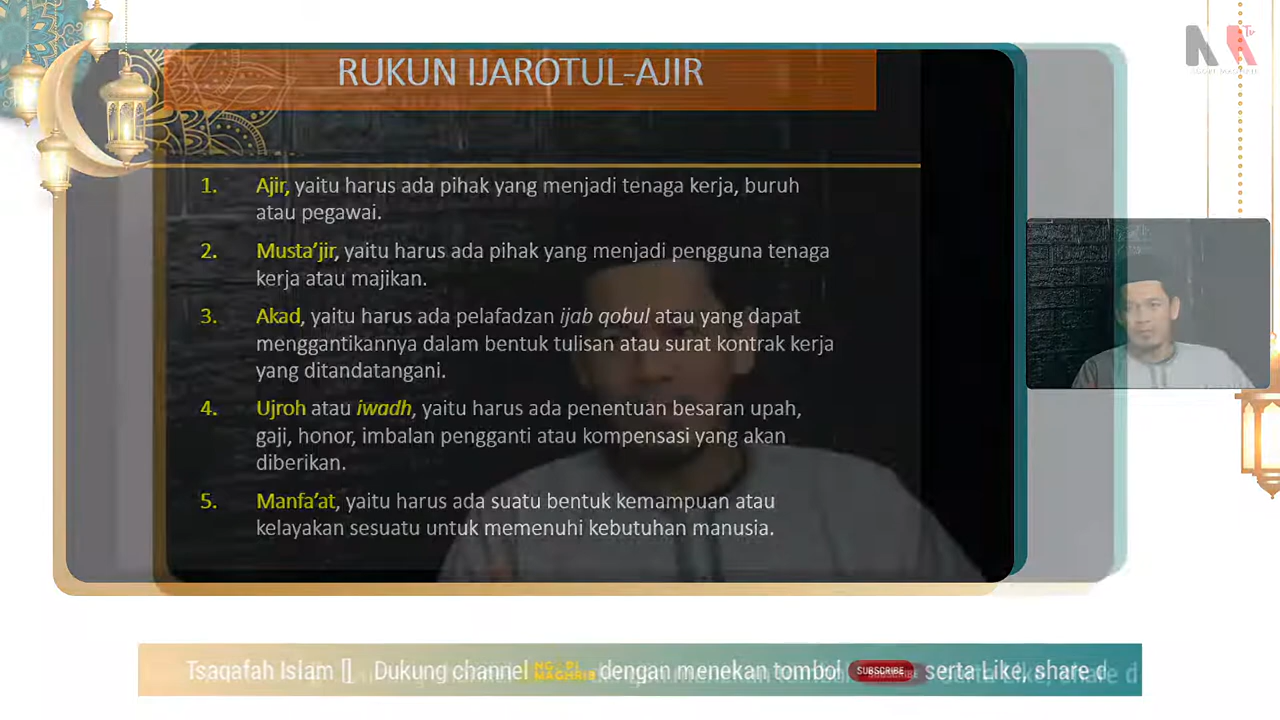 RUKUN IJAROTUL-AJIR
1. Ajir, yaitu harus ada pihak yang menjadi tenaga kerja, buruh
atau pegawai.
2. Musta'jir, yaitu harus ada pihak yang menjadi pengguna tenaga
kerja atau majikan.
3. Akad, yaitu harus ada pelafadzan ijab qobul atau yang dapat
menggantikannya dalam bentuk tulisan atau surat kontrak kerja
yang ditandatangani.
4. Ujroh atau iwadh, yaitu harus ada penentuan besaran upah,
gaji, honor, imbalan pengganti atau kompensasi yang akan
diberikan.
5. Manfa'at, yaitu harus ada suatu bentuk kemampuan atau
kelayakan sesuatu untuk memenuhi kebutuhan manusia.
Tsaqafah Islam [] Dukung channel NGOPI MAGHRIB dengan menekan tombol SUBSCRIBE serta Like, share d